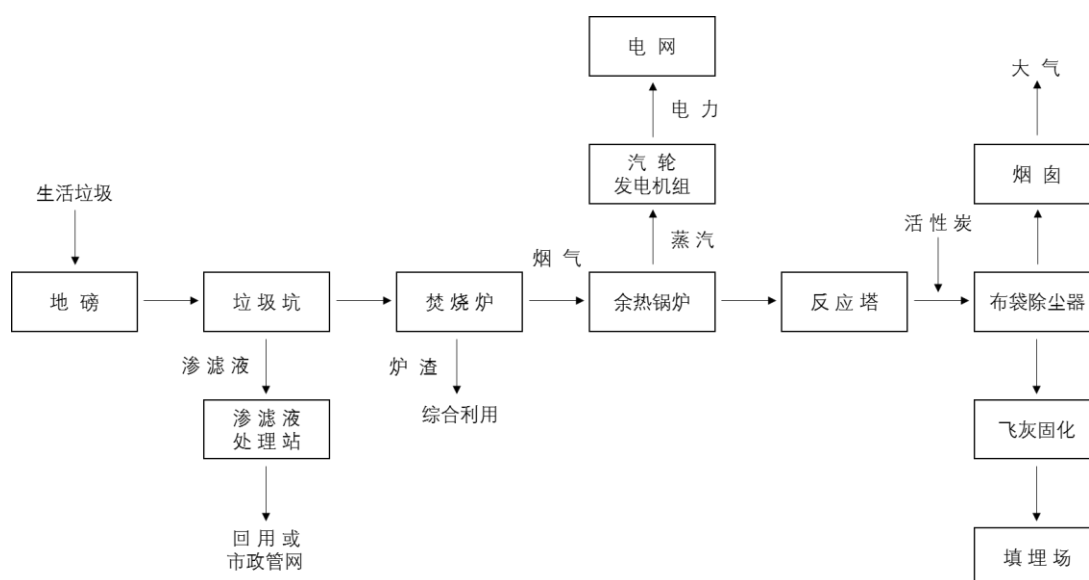 电 网
大 气
电 力
汽 轮
发电机组
烟 囱
生活垃圾
活 性 炭
蒸 汽
烟 气
地 磅
垃 圾 坑
焚 烧 炉
余热锅炉
反 应 塔
布袋除尘器
渗 滤 液
炉 渣
综合利用
渗 滤 液
处 理 站
飞灰固化
回 用 或
市政管网
填 埋 场